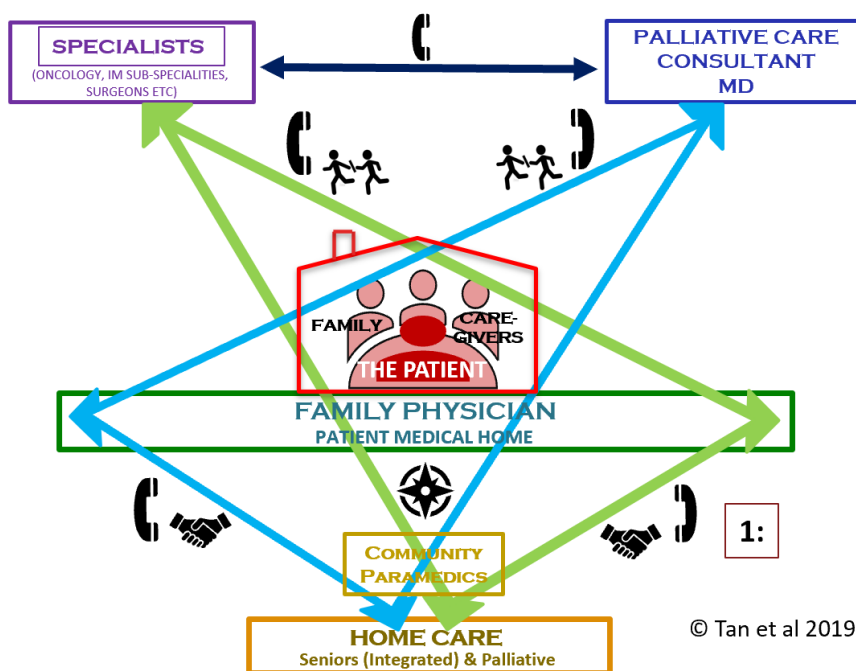 SPECIALISTS
(ONCOLOGY, IM SUB-SPECIALITIES,
SURGEONS ETC)
PALLIATIVE CARE
CONSULTANT
MD
FAMILY
CARE-
GIVERS
THE PATIENT
FAMILY PHYSICIAN
PATIENT MEDICAL HOME
1:
COMMUNITY
PARAMEDICS
HOME CARE
Seniors (Integrated) & Palliative
© Tan et al 2019